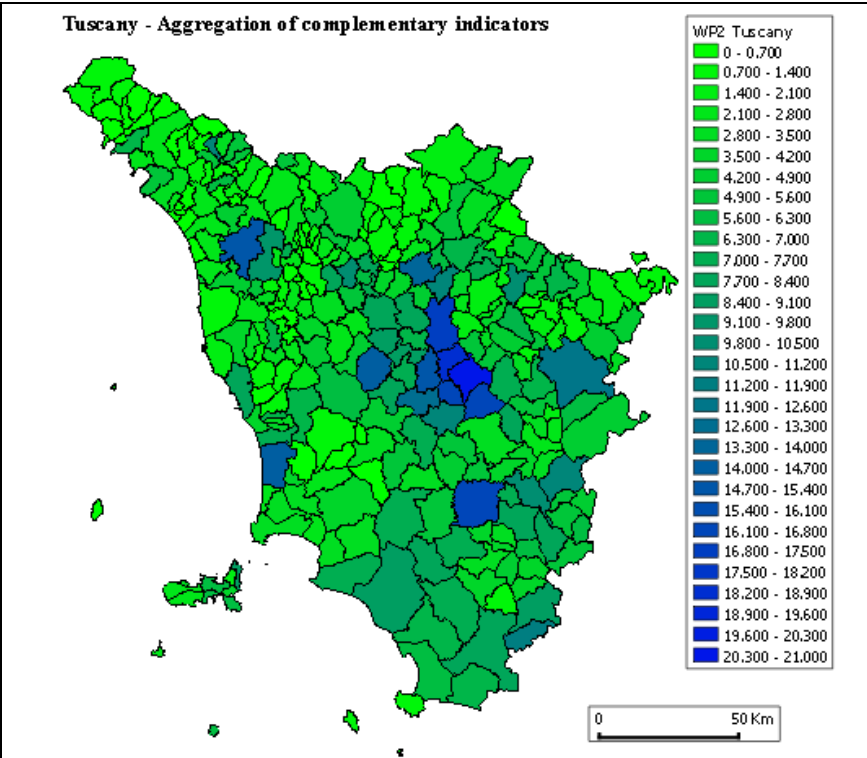 Tuscany - Aggregation of complementary indicators
WP2 Tuscany
0 - 0.700
0.700 - 1.400
1.400 - 2.100
2.100 - 2.800
2.800 - 3.500
3.500 - 4.200
4.200 - 4.900
4.900 - 5.600
5.600 - 6.300
6.300 - 7.000
7.000 - 7.700
7.700 - 8.400
8.400 - 9.100
9.100 - 9.800
9.800 - 10.500
10.500 - 11.200
11.200 - 11.900
11.900 - 12.600
12.600 - 13.300
13.300 - 14.000
14.000 - 14.700
14.700 - 15.400
15.400 - 16.100
16.100 - 16.800
16.800 - 17.500
17.500 - 18.200
18.200 - 18.900
18.900 - 19.600
19.600 - 20.300
20.300 - 21.000
0 50 Km